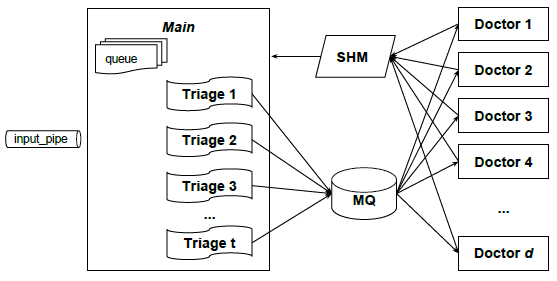 Main
queue
Triage 1
Triage 2
Triage 3
...
Triage t
input_pipe
SHM
MQ
Doctor 1
Doctor 2
Doctor 3
Doctor 4
...
Doctor d